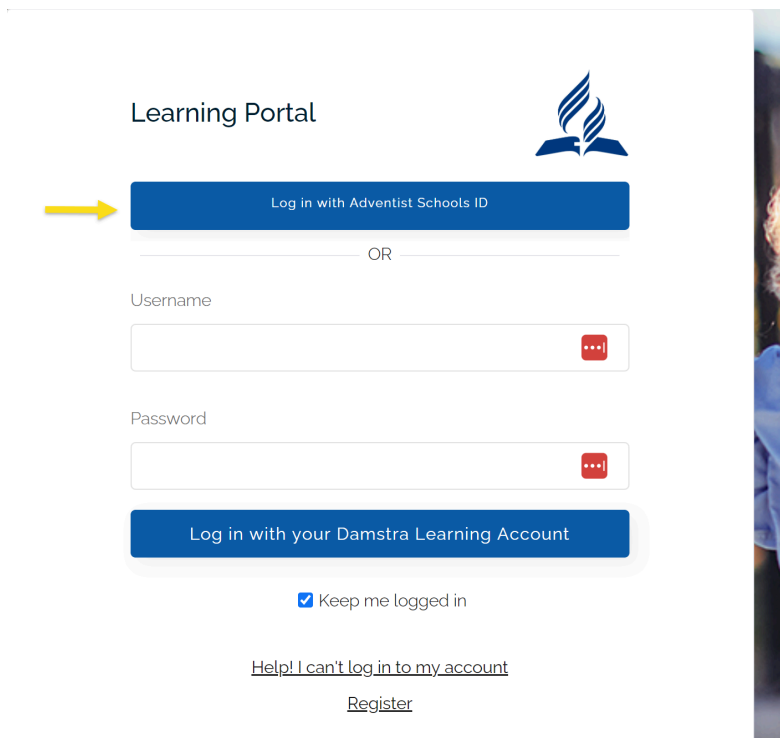 Learning Portal
Log in with Adventist Schools ID
OR
Username
Password
Log in with your Damstra Learning Account
Keep me logged in
Help! I can't log in to my account
Register